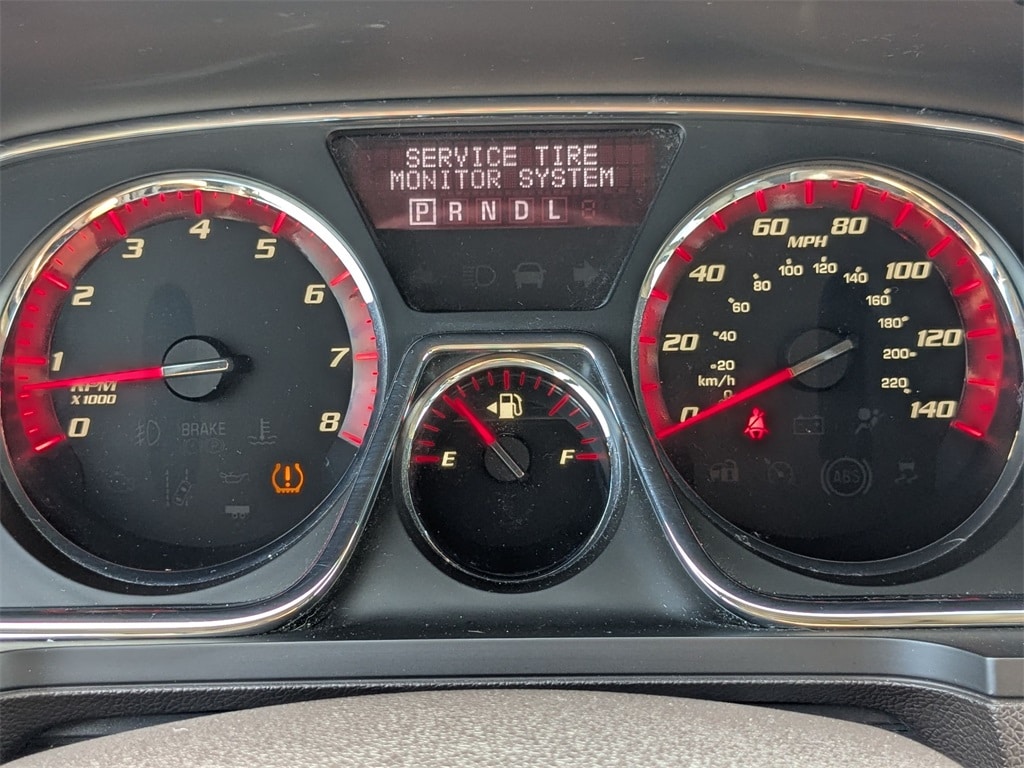 SERVICE TIRE
MONITOR SYSTEM
P R N D L
0 1 2 3 4 5 6 7 8
RPM
X1000
BRAKE
E F
0 20 40 60 80 100 120 140
MPH
0 20 40 60 80 100 120 140 160 180 200 220
km/h
ABS